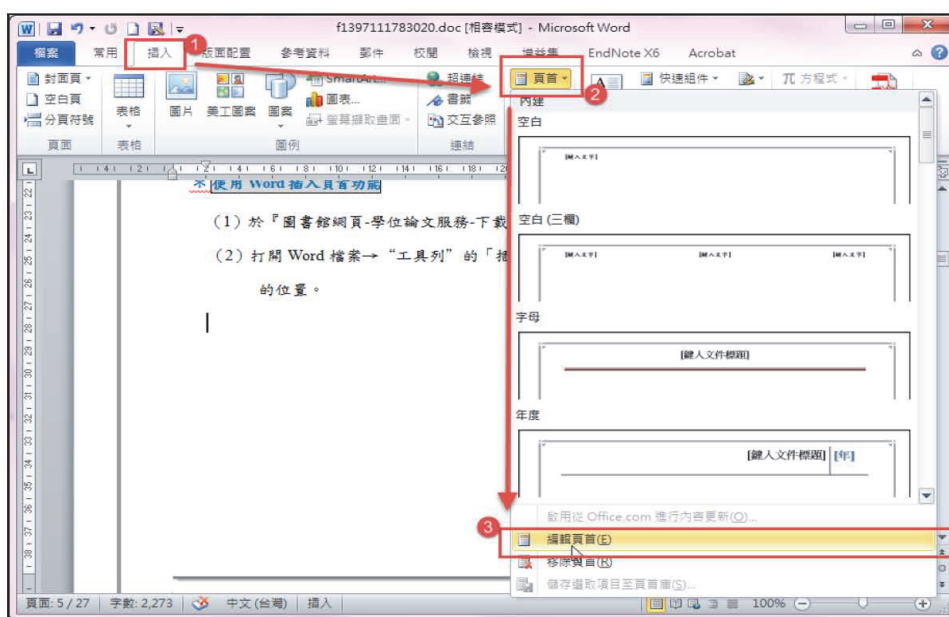 f1397111783020.doc [相容模式] - Microsoft Word
檔案 常用 插入 版面配置 參考資料 郵件 校閱 檢視 增益集 EndNote X6 Acrobat
1
封面頁 SmartArt... 超連結 頁首 快速組件 π 方程式
2
空白頁 表格 圖片 美工圖案 圖案 圖表... 書籤
分頁符號 螢幕擷取畫面 交互參照
頁面 表格 圖例 連結
內建
空白
[鍵入文字]
空白 (三欄)
[鍵入文字] [鍵入文字] [鍵入文字]
字母
[鍵入文件標題]
年度
[鍵入文件標題] [年]
啟用從 Office.com 進行內容更新(O)...
3
編輯頁首(E)
移除頁首(R)
儲存選取項目至頁首庫(S)...
※使用 Word 插入頁首功能
(1) 於『圖書館網頁-學位論文服務-下載
(2) 打開 Word 檔案→“工具列”的「插
的位置。
頁面: 5 / 27 字數: 2,273 中文(台灣) 插入 100%